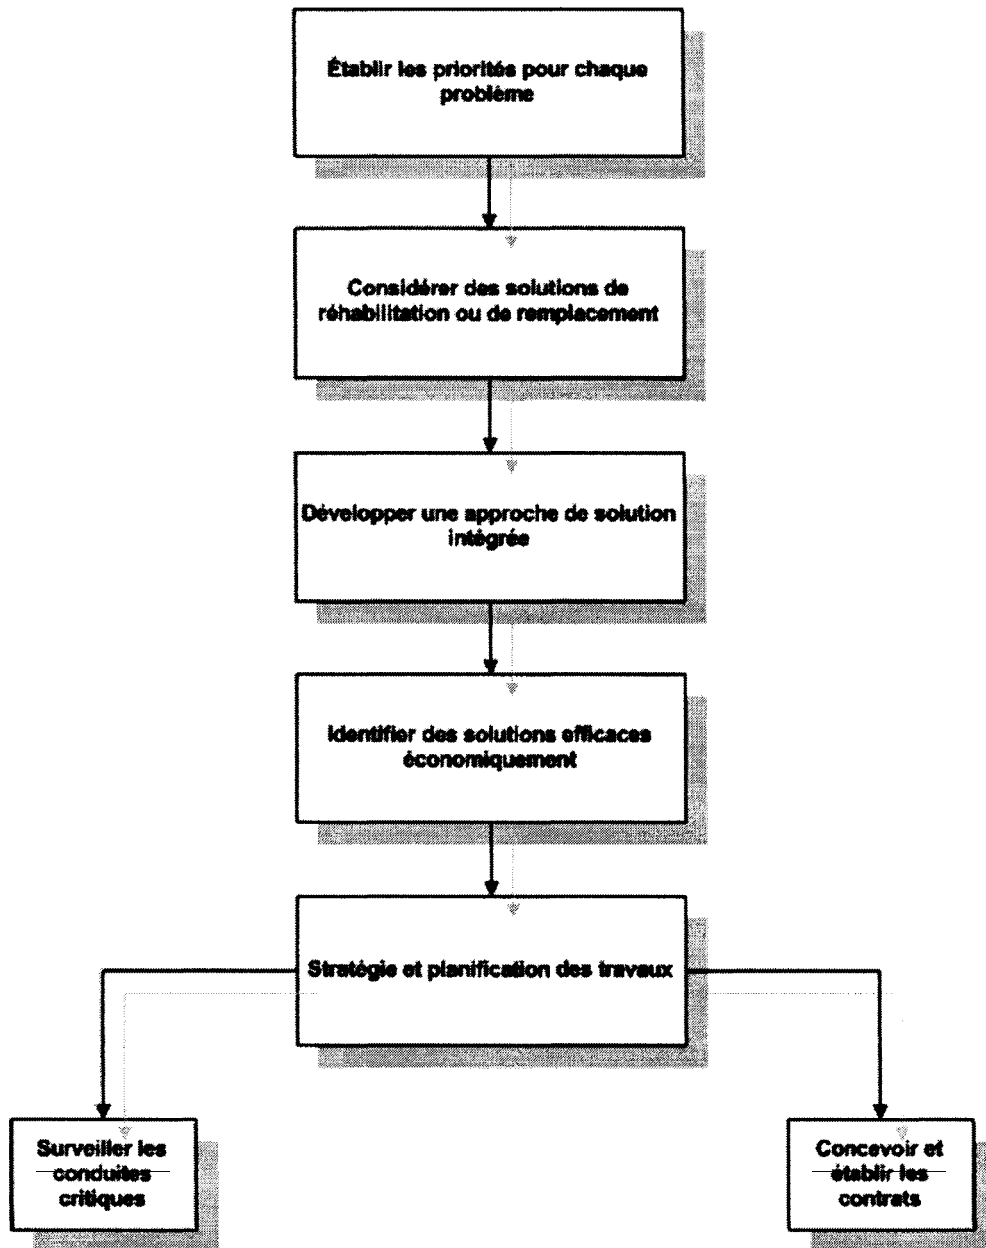 Établir les priorités pour chaque
problème
Considérer des solutions de
réhabilitation ou de remplacement
Développer une approche de solution
intégrée
Identifier des solutions efficaces
économiquement
Stratégie et planification des travaux
Surveiller les
conduites
critiques
Concevoir et
établir les
contrats